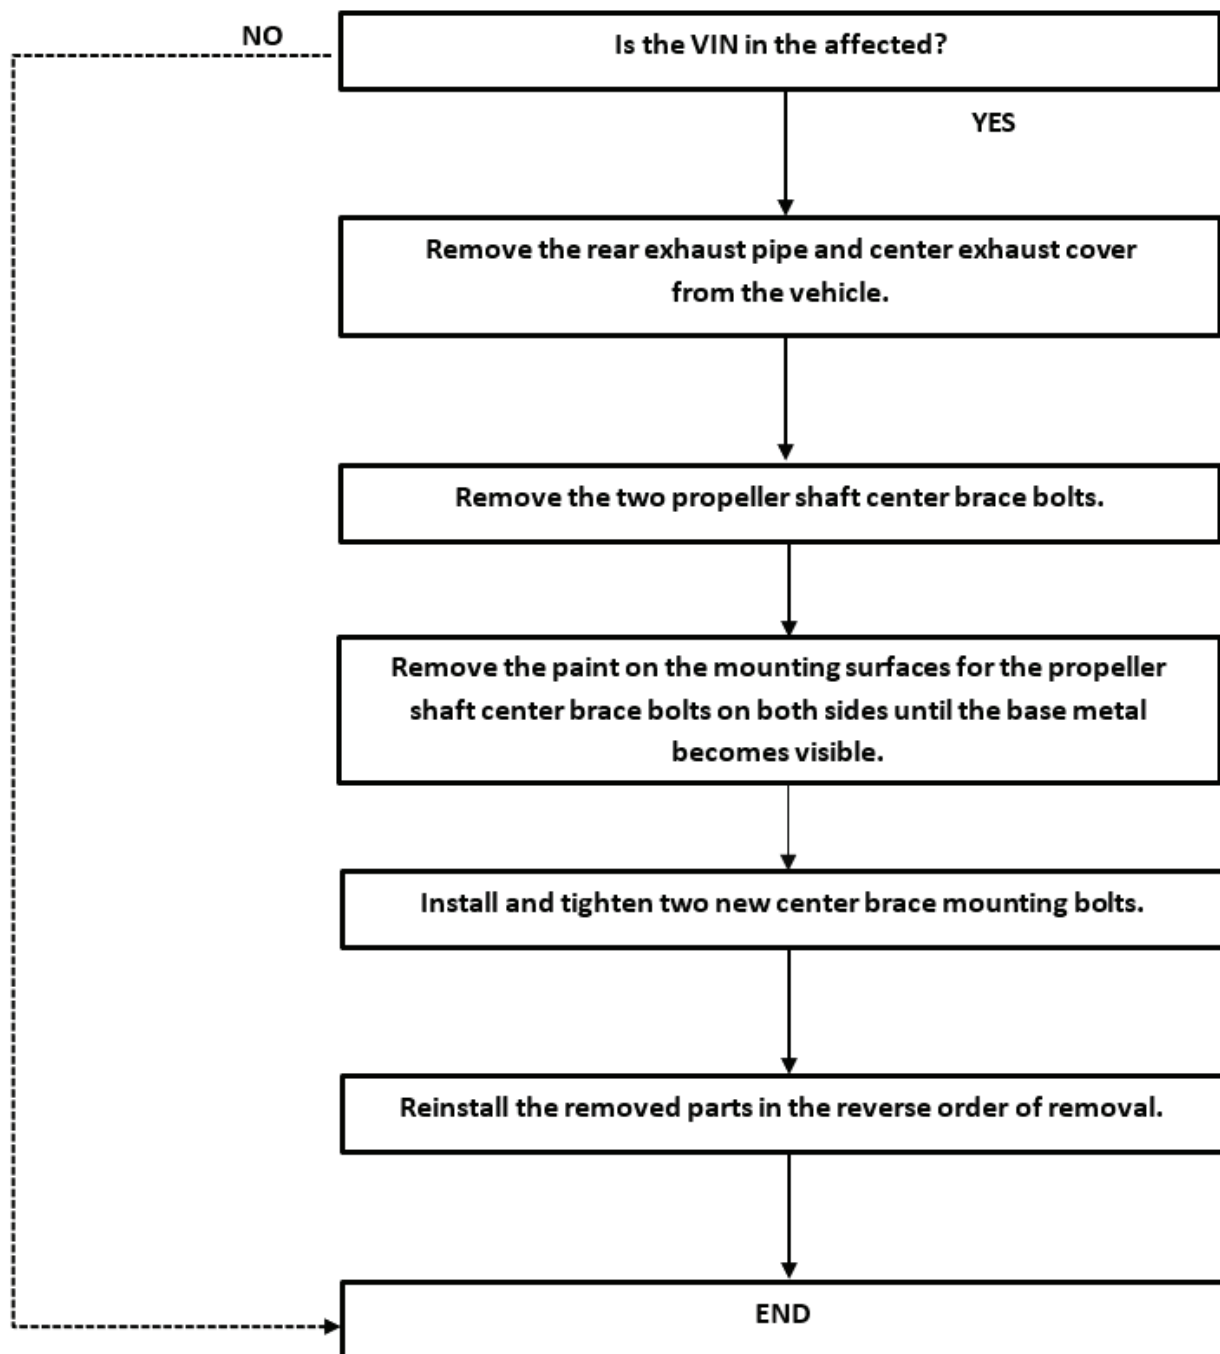 NO
Is the VIN in the affected?
YES
Remove the rear exhaust pipe and center exhaust cover
from the vehicle.
Remove the two propeller shaft center brace bolts.
Remove the paint on the mounting surfaces for the propeller
shaft center brace bolts on both sides until the base metal
becomes visible.
Install and tighten two new center brace mounting bolts.
Reinstall the removed parts in the reverse order of removal.
END